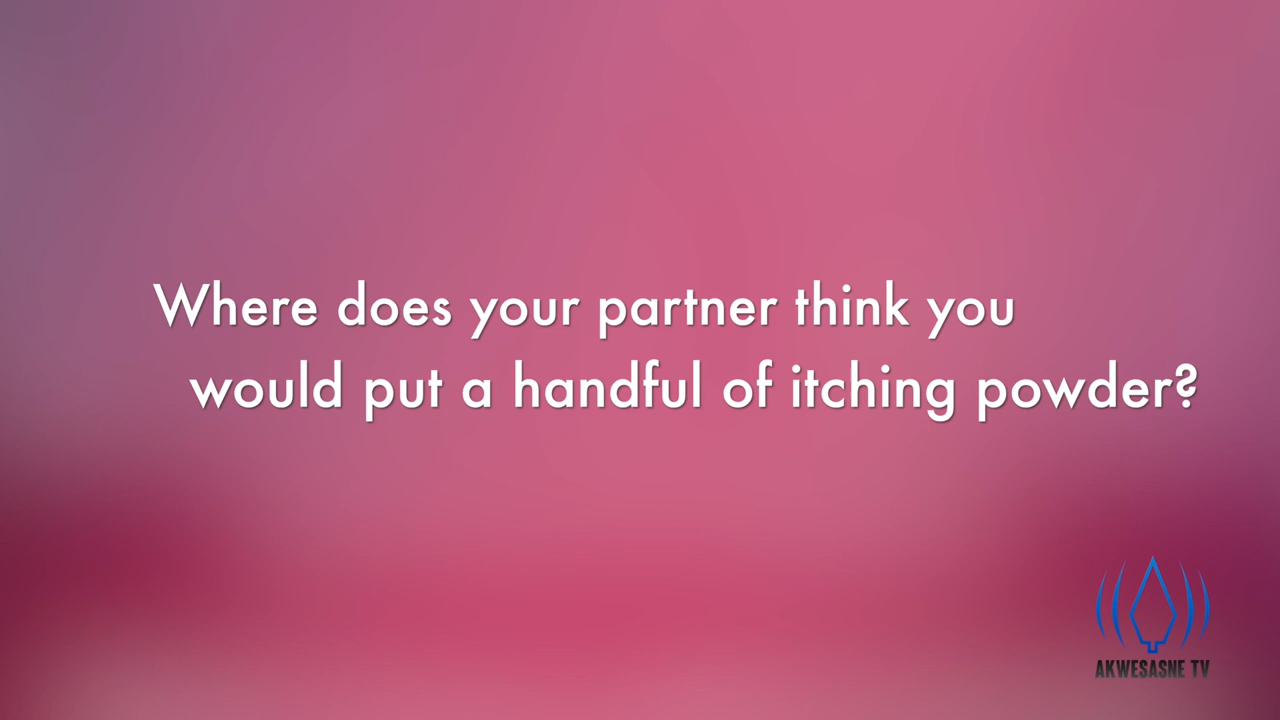 Where does your partner think you
would put a handful of itching powder?
AKWESASNE TV